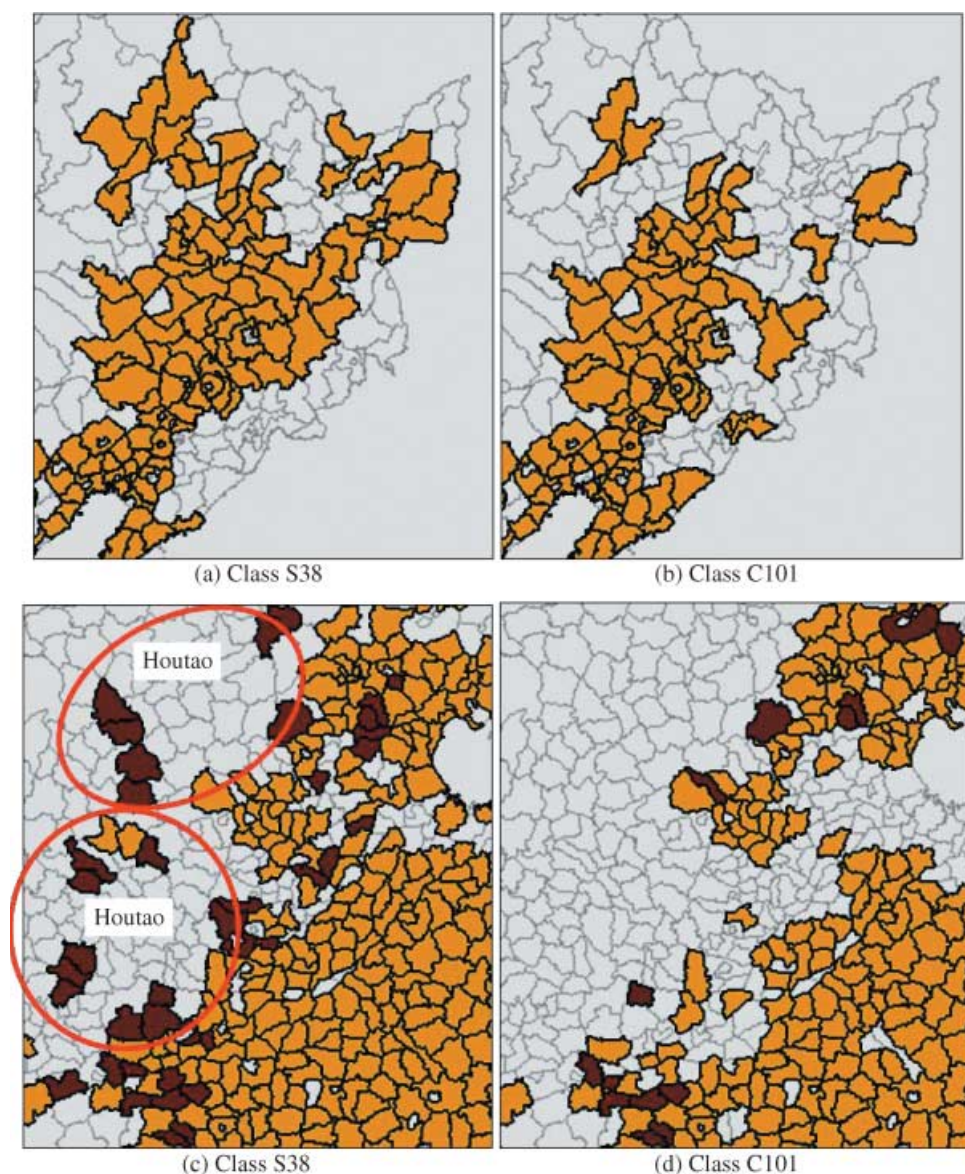 (a) Class S38
(b) Class C101
Houtao
Houtao
(c) Class S38
(d) Class C101